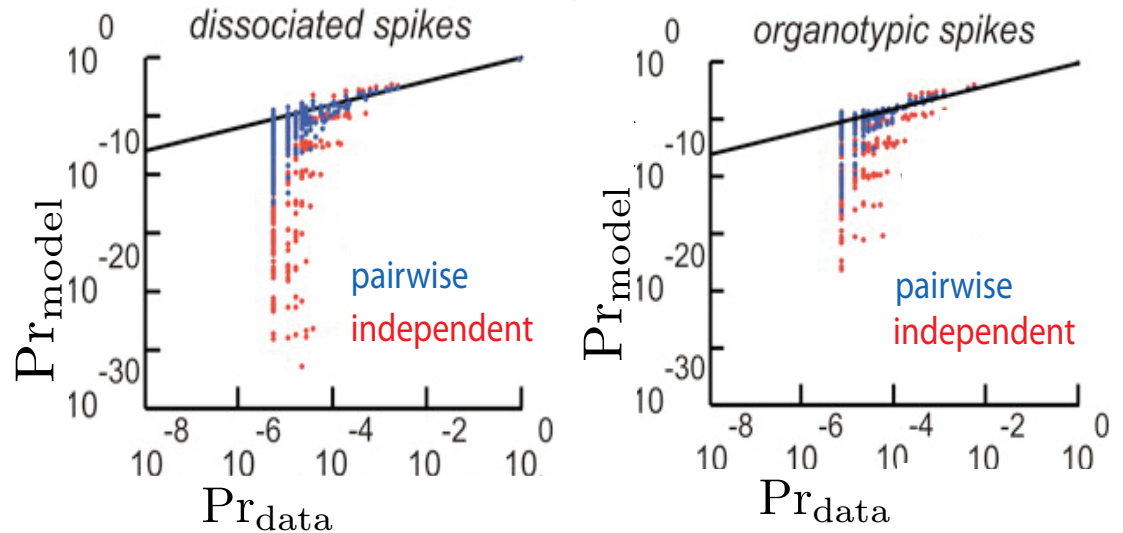 dissociated spikes
0
10
-10
10
-20
10
-30
10
Pr_model
pairwise
independent
-8 -6 -4 -2 0
10 10 10 10 10
Pr_data
organotypic spikes
0
10
-10
10
-20
10
-30
10
Pr_model
pairwise
independent
-8 -6 -4 -2 0
10 10 10 10 10
Pr_data